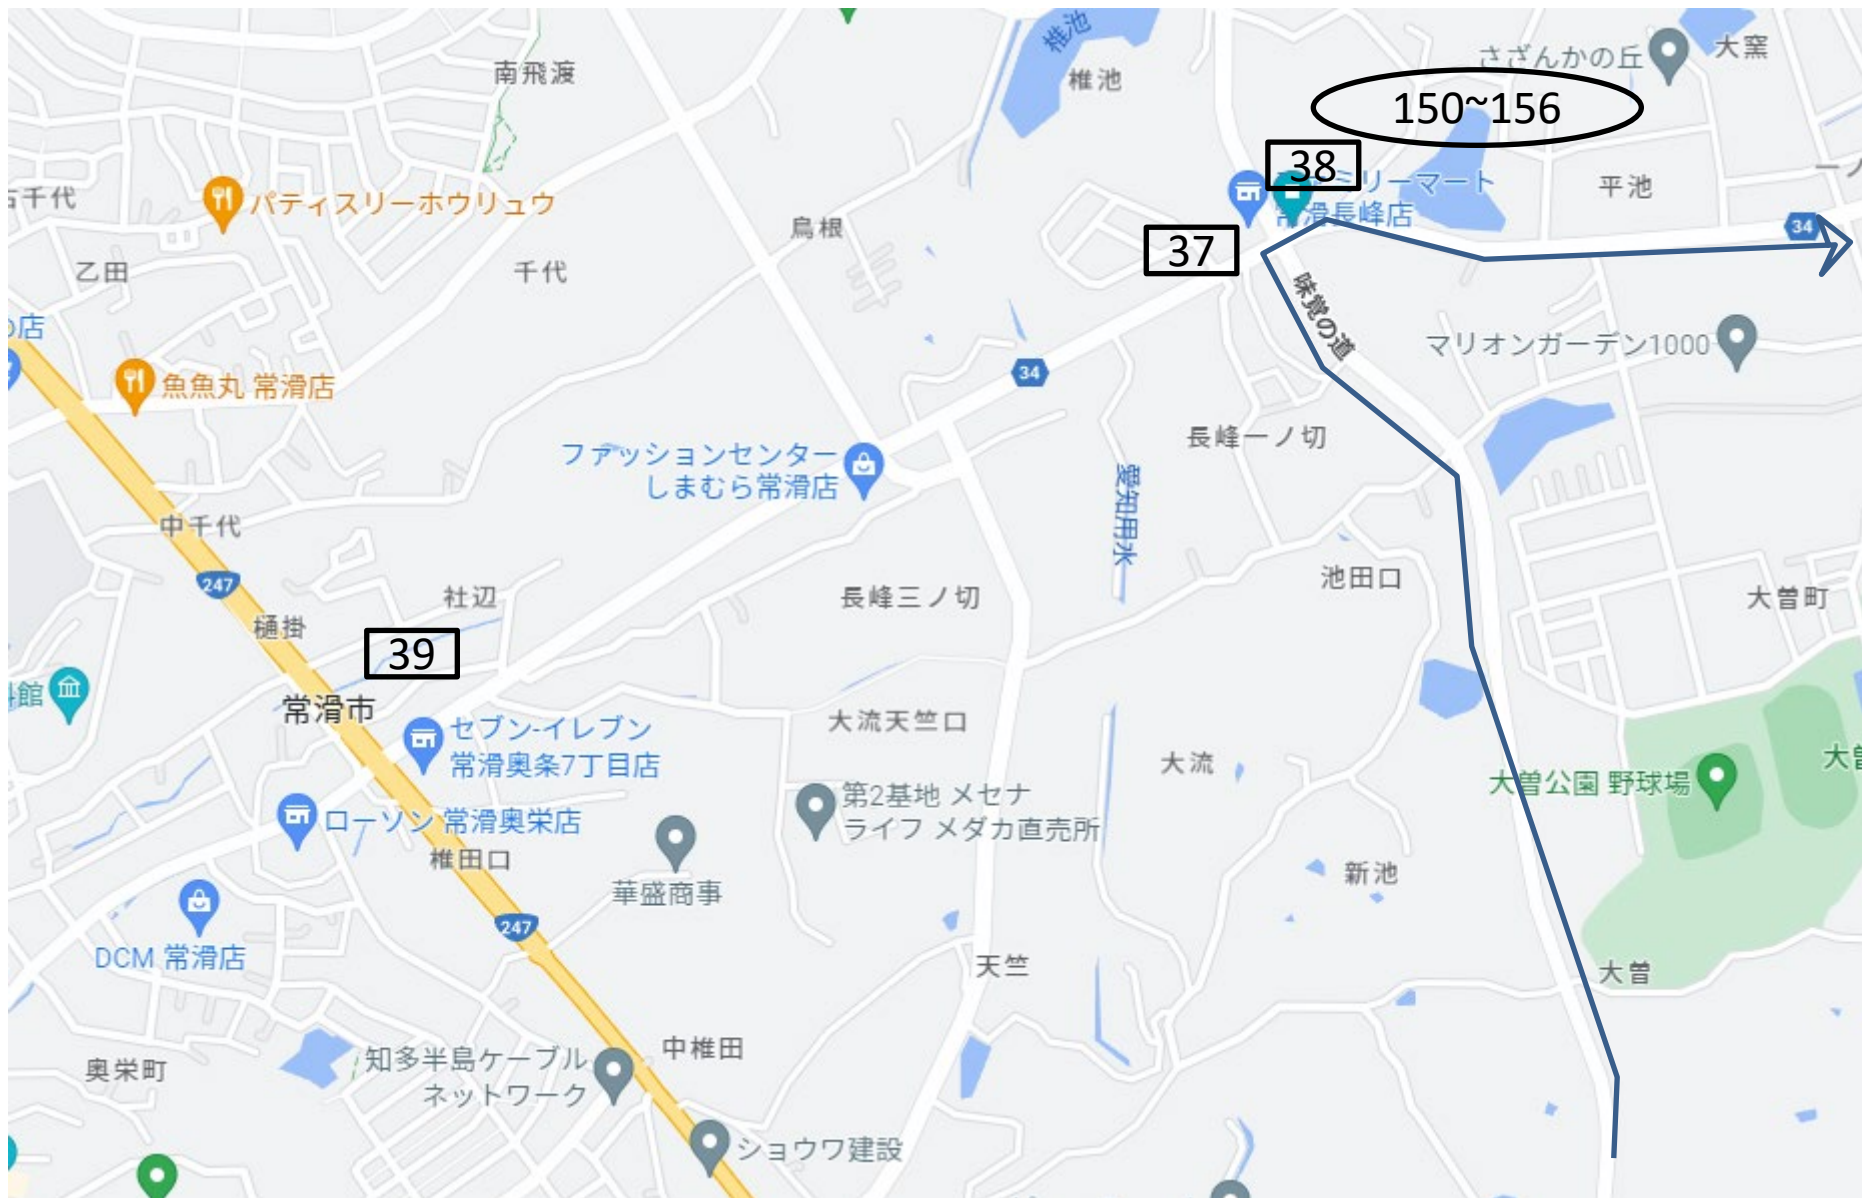 椎池
さざんかの丘
大窯
南飛渡
椎池
150~156
38
ファミリーマート
常滑長峰店
平池
古千代
パティスリーホウリュウ
鳥根
37
34
乙田
千代
味覚の道
マリオンガーデン1000
店
魚魚丸 常滑店
34
長峰一ノ切
ファッションセンター
しまむら常滑店
愛知用水
中千代
247
社辺
長峰三ノ切
池田口
大曽町
樋掛
39
館
常滑市
セブン-イレブン
常滑奥条7丁目店
大流天竺口
大流
大曽公園 野球場
大曽
第2基地 メセナ
ライフ メダカ直売所
ローソン 常滑奥栄店
椎田口
華盛商事
新池
247
DCM 常滑店
天竺
大曽
中椎田
奥栄町
知多半島ケーブル
ネットワーク
ショウワ建設